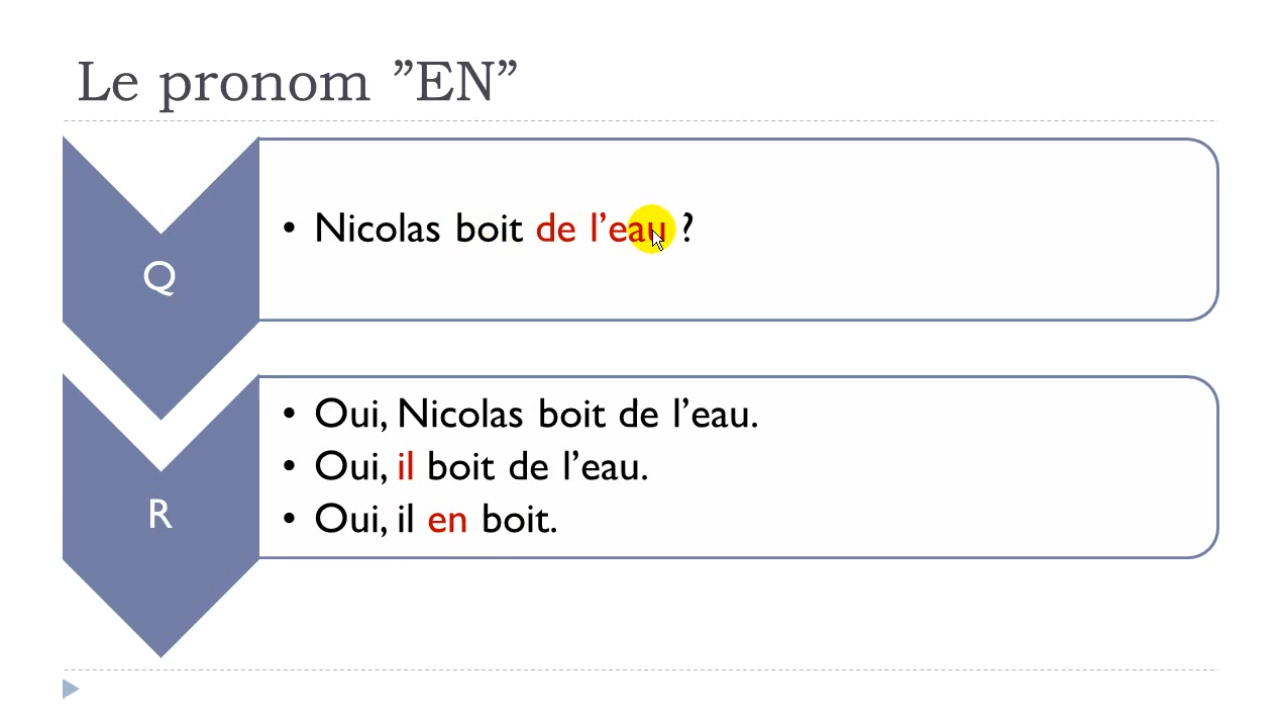 Le pronom ”EN”
Q
• Nicolas boit de l’eau ?
R
• Oui, Nicolas boit de l’eau.
• Oui, il boit de l’eau.
• Oui, il en boit.